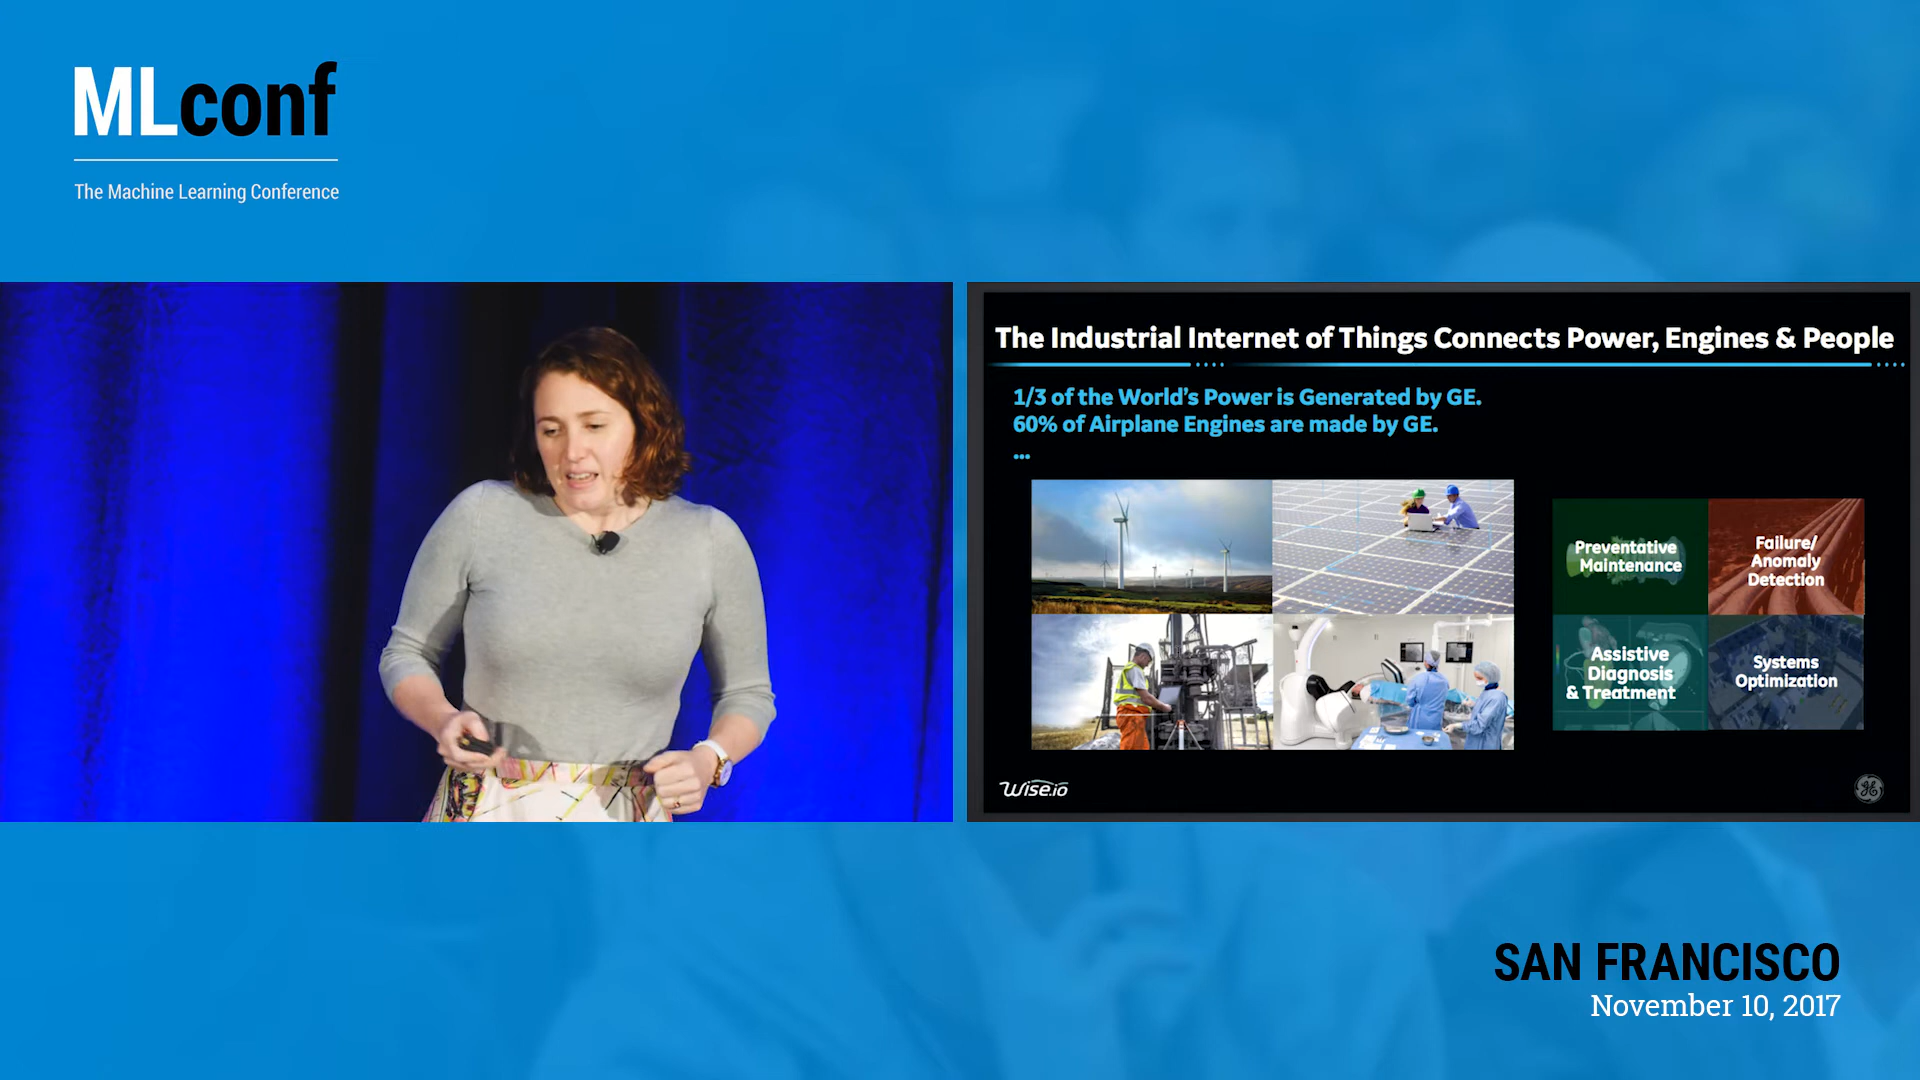 MLconf
The Machine Learning Conference
The Industrial Internet of Things Connects Power, Engines & People
1/3 of the World's Power is Generated by GE.
60% of Airplane Engines are made by GE.
...
Preventative
Maintenance
Failure/
Anomaly
Detection
Assistive
Diagnosis
& Treatment
Systems
Optimization
Wise.io
GE
SAN FRANCISCO
November 10, 2017